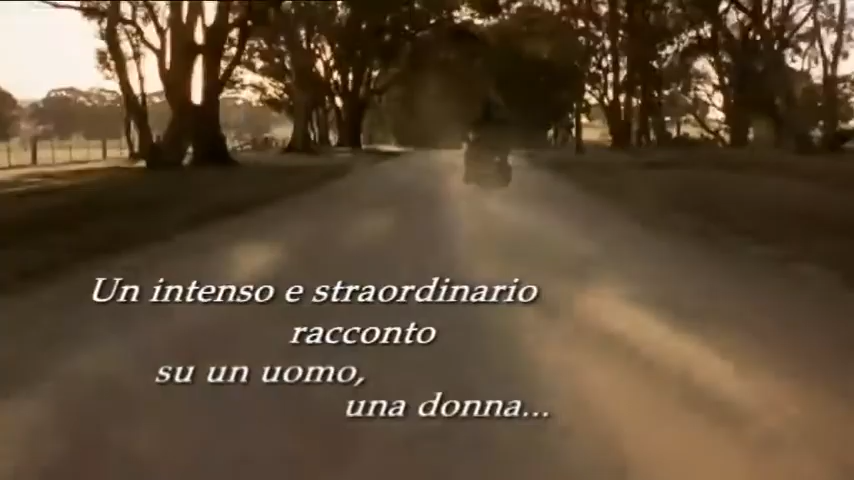 Un intenso e straordinario
racconto
su un uomo,
una donna...